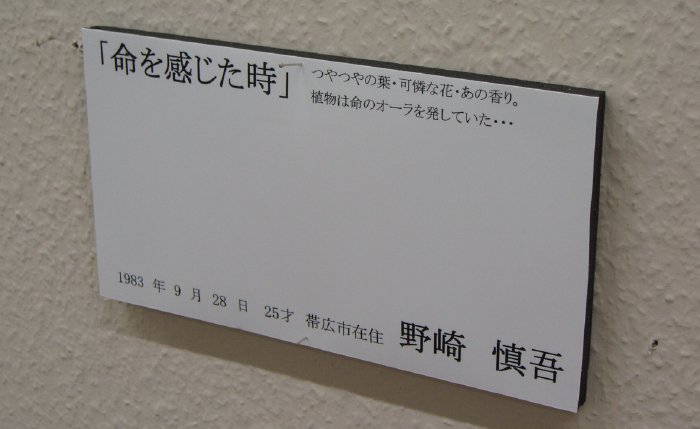 「命を感じた時」
つやつやの葉・可憐な花・あの香り。
植物は命のオーラを発していた・・・
1983 年 9 月 28 日 25才 帯広市在住 野崎 慎吾